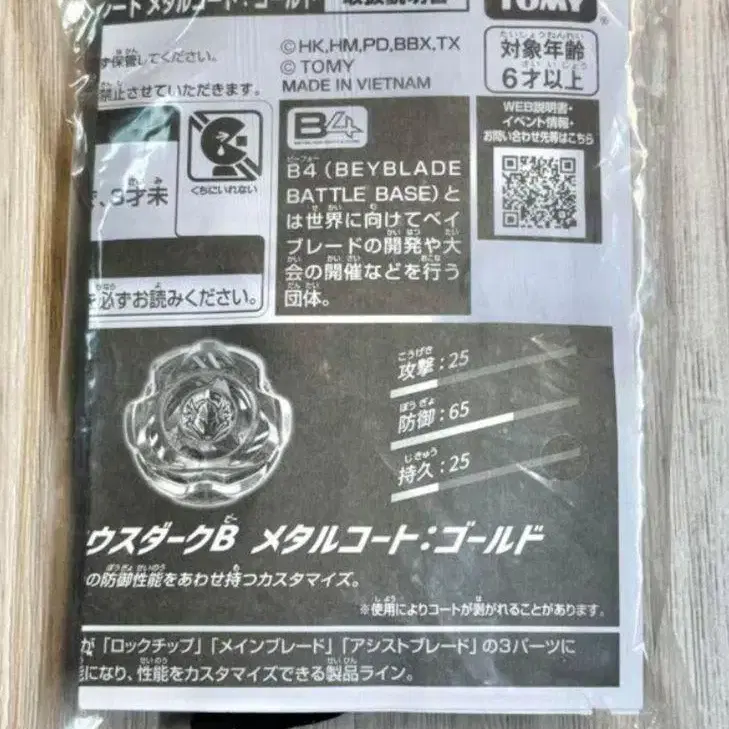 レード メタルコート：ゴールド 取扱説明書
TOMY
ず保管してください。
禁止させていただきます。
©HK,HM,PD,BBX,TX
© TOMY
MADE IN VIETNAM
対象年齢
6才以上
WEB説明書・
イベント情報・
お問い合わせ先等はこちら
、3才未
くちにいれない
必ずお読みください。
B4
B4（BEYBLADE
BATTLE BASE）と
は世界に向けてベイ
ブレードの開発や大
会の開催などを行う
団体。
攻撃：25
防御：65
持久：25
ウスダークB メタルコート：ゴールド
の防御性能をあわせ持つカスタマイズ。
※使用によりコートが剥がれることがあります。
が「ロックチップ」「メインブレード」「アシストブレード」の3パーツに
になり、性能をカスタマイズできる製品ライン。